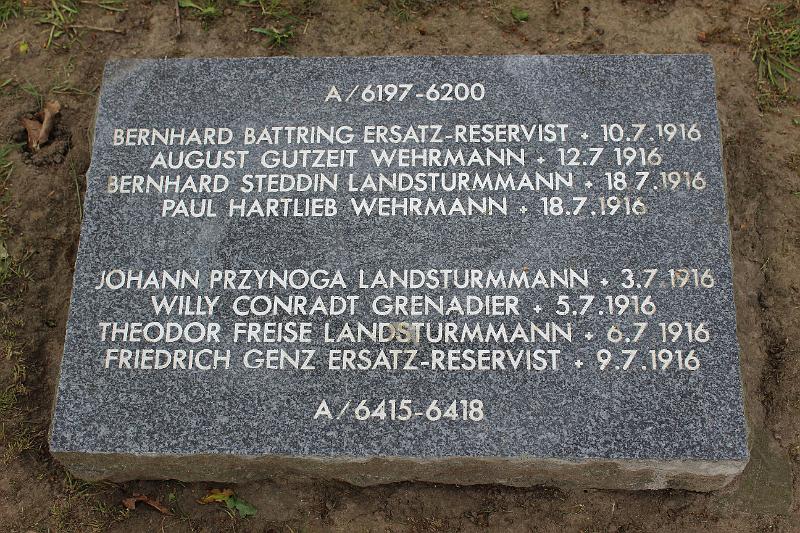 A/6197-6200
BERNHARD BATTRING ERSATZ-RESERVIST + 10.7.1916
AUGUST GUTZEIT WEHRMANN + 12.7 1916
BERNHARD STEDDIN LANDSTURMMANN + 18 7.1916
PAUL HARTLIEB WEHRMANN + 18.7.1916
JOHANN PRZYNOGA LANDSTURMMANN + 3.7.1916
WILLY CONRADT GRENADIER + 5.7.1916
THEODOR FREISE LANDSTURMMANN + 6.7 1916
FRIEDRICH GENZ ERSATZ-RESERVIST + 9.7.1916
A/6415-6418